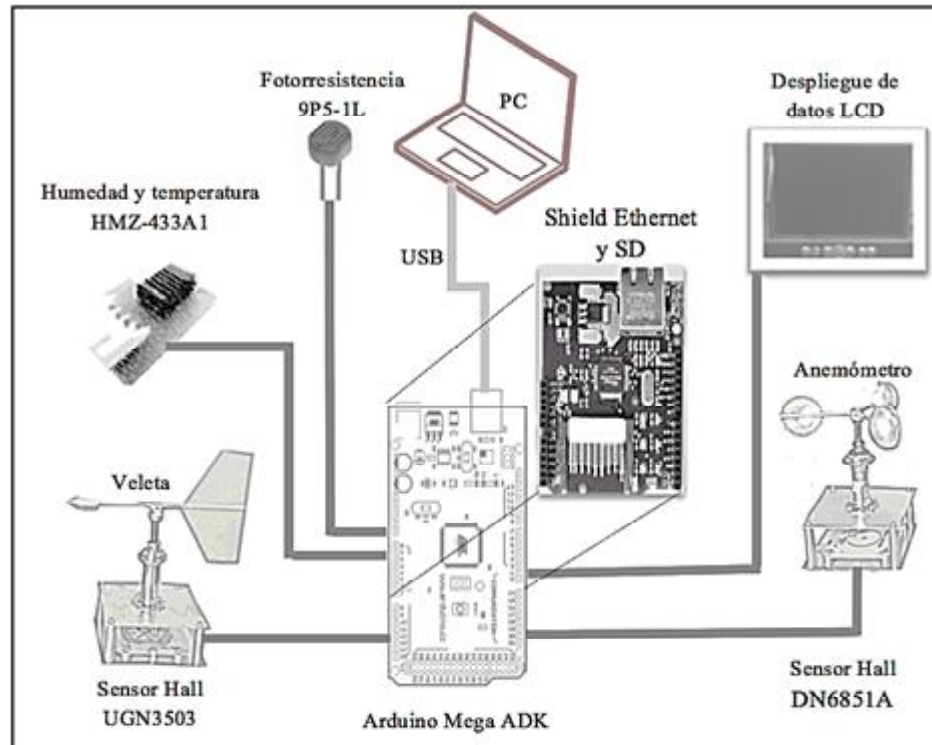 Fotorresistencia
9P5-1L
PC
Despliegue de
datos LCD
Humedad y temperatura
HMZ-433A1
Shield Ethernet
y SD
USB
Anemómetro
Veleta
Sensor Hall
UGN3503
Arduino Mega ADK
Sensor Hall
DN6851A